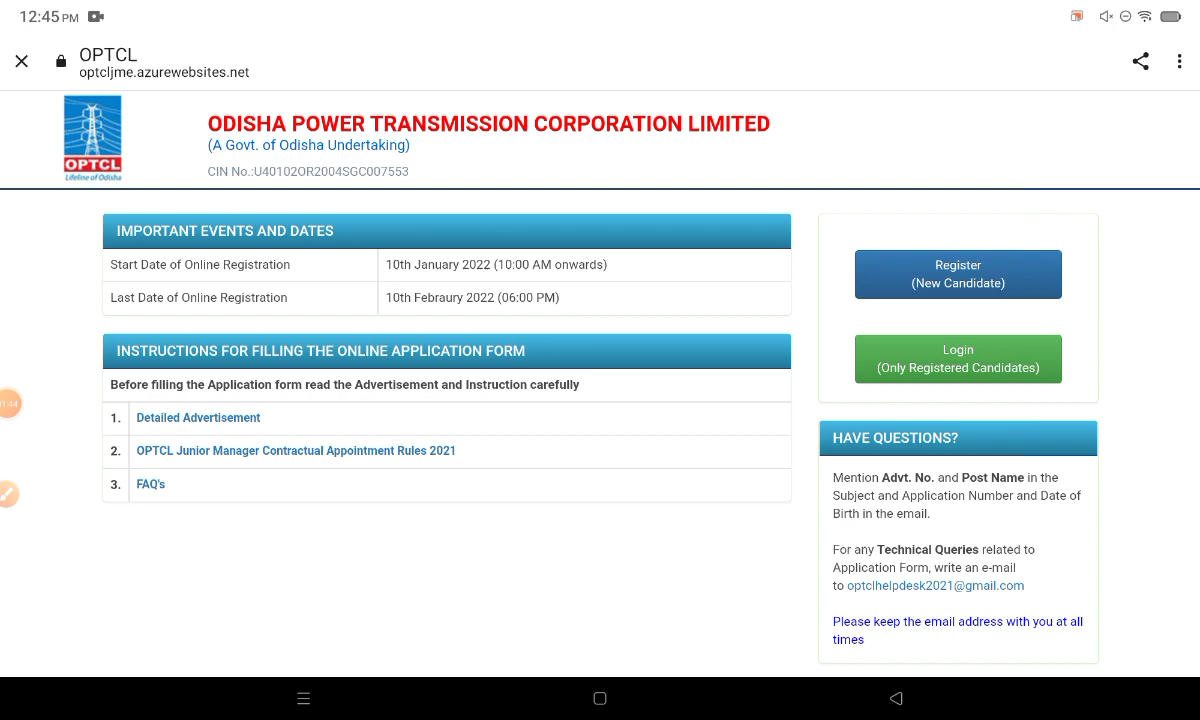 12:45 PM
OPTCL
optcljme.azurewebsites.net
OPTCL
Lifeline of Odisha
ODISHA POWER TRANSMISSION CORPORATION LIMITED
(A Govt. of Odisha Undertaking)
CIN No.:U40102OR2004SGC007553
IMPORTANT EVENTS AND DATES
Start Date of Online Registration 10th January 2022 (10:00 AM onwards)
Last Date of Online Registration 10th Febraury 2022 (06:00 PM)
INSTRUCTIONS FOR FILLING THE ONLINE APPLICATION FORM
Before filling the Application form read the Advertisement and Instruction carefully
1. Detailed Advertisement
2. OPTCL Junior Manager Contractual Appointment Rules 2021
3. FAQ's
Register
(New Candidate)
Login
(Only Registered Candidates)
HAVE QUESTIONS?
Mention Advt. No. and Post Name in the
Subject and Application Number and Date of
Birth in the email.
For any Technical Queries related to
Application Form, write an e-mail
to optclhelpdesk2021@gmail.com
Please keep the email address with you at all
times